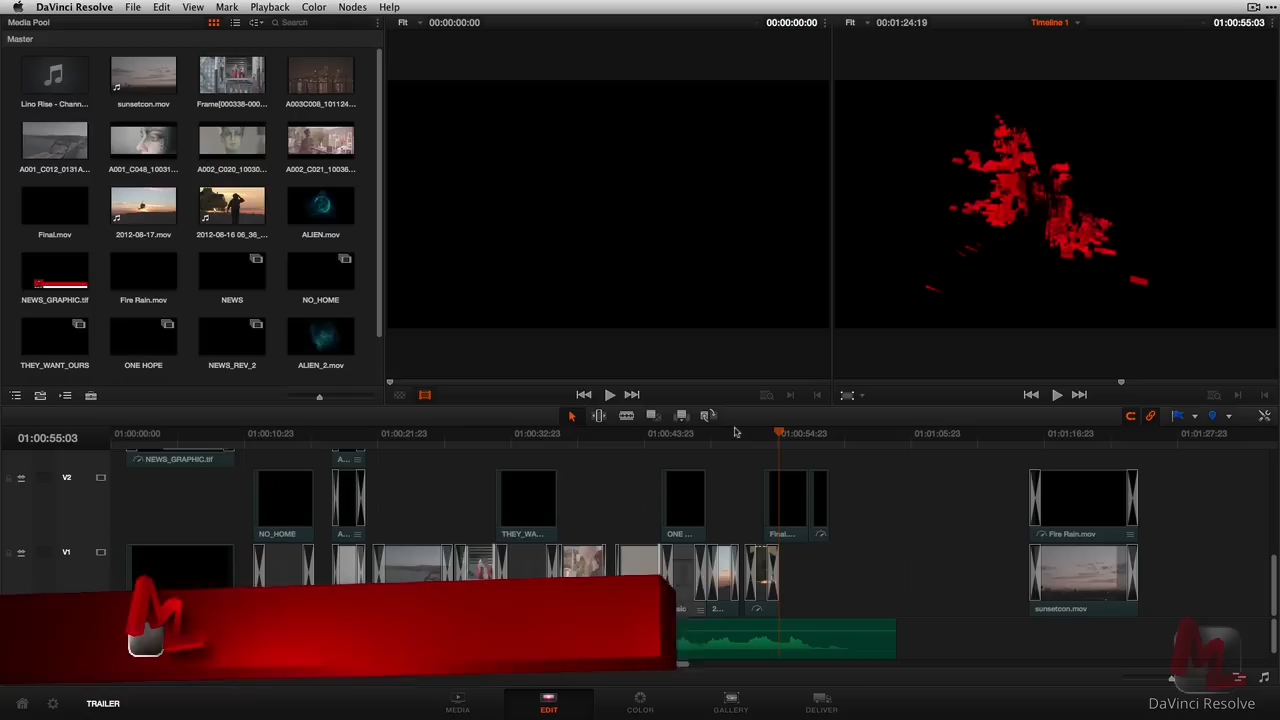 DaVinci Resolve File Edit View Mark Playback Color Nodes Help
Media Pool Search Fit 00:00:00:00 00:00:00:00 Fit 00:01:24:19 Timeline 1 01:00:55:03
Master
Lino Rise - Chann... sunsetcon.mov Frame[000338-000... A003C008_101124...
A001_C012_0131A... A001_C046_10031... A002_C020_10030... A002_C021_10036...
Final.mov 2012-08-17.mov 2012-08-16 06_36_... ALIEN.mov
NEWS_GRAPHIC.tif Fire Rain.mov NEWS NO_HOME
THEY_WANT_OURS ONE HOPE NEWS_REV_2 ALIEN_2.mov
01:00:55:03 01:00:00:00 01:00:10:23 01:00:21:23 01:00:32:23 01:00:43:23 01:00:54:23 01:01:05:23 01:01:16:23 01:01:27:23
NEWS_GRAPHIC.tif A...
V2
NO_HOME A... THEY_WA... ONE ... Final.... Fire Rain.mov
V1
2... sunsetcon.mov
TRAILER MEDIA EDIT COLOR GALLERY DELIVER
DaVinci Resolve